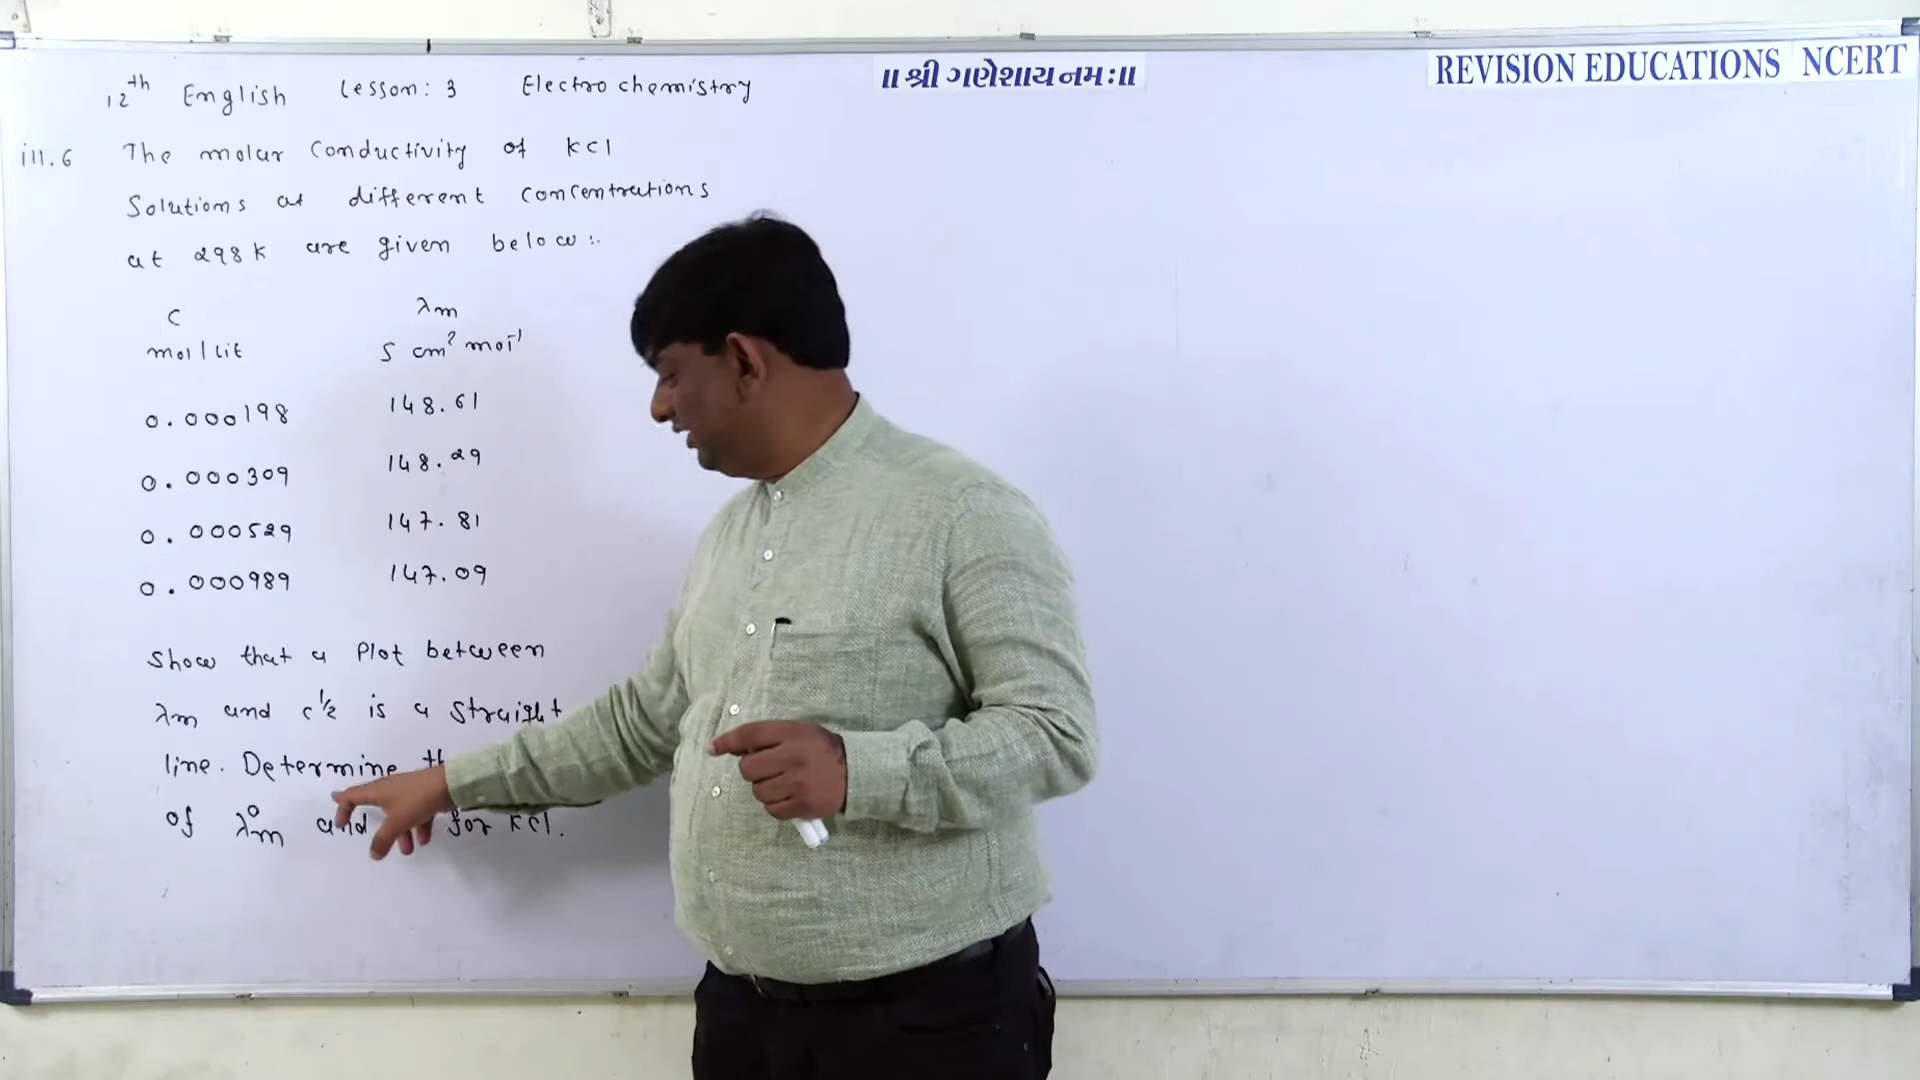 12th English Lesson: 3 Electrochemistry
॥ श्री ગણેશાય નમઃ॥
REVISION EDUCATIONS NCERT
ill.6 The molar Conductivity of KCl
Solutions at different Concentrations
at 298 K are given below:.
C λm
mol/lit S cm² mol⁻¹
0.000198 148.61
0.000309 148.29
0.000529 147.81
0.000989 147.09
Show that a Plot between
λm and c½ is a Straight
line. Determine
of λ°m and for KCl.